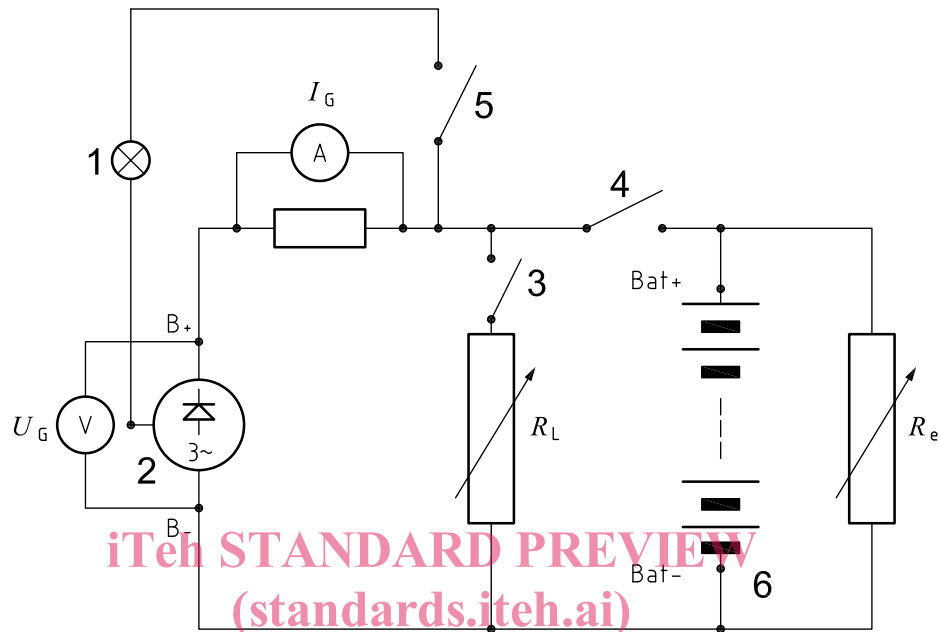 I G
A
5
1
4
Bat+
3
B+
U G
V
3~
2
R L
R e
B-
iTeh STANDARD PREVIEW
Bat-
6
(standards.iteh.ai)